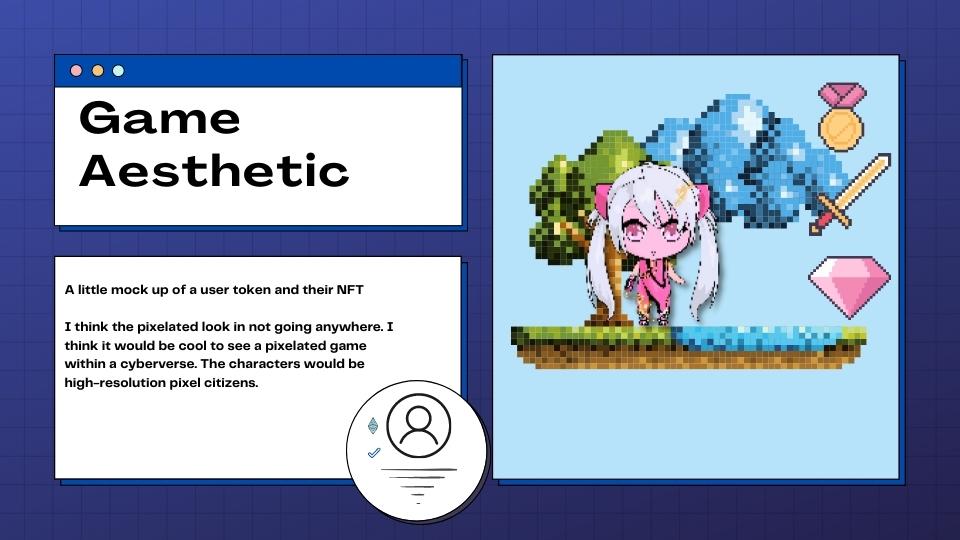 Game
Aesthetic
A little mock up of a user token and their NFT
I think the pixelated look in not going anywhere. I
think it would be cool to see a pixelated game
within a cyberverse. The characters would be
high-resolution pixel citizens.